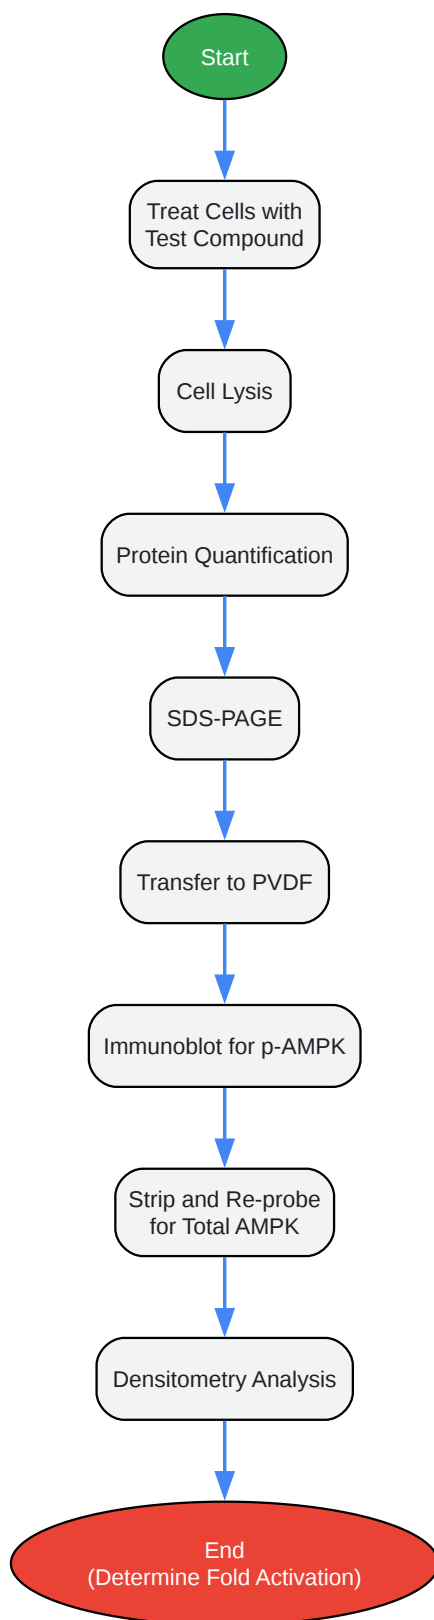 Start
Treat Cells with
Test Compound
Cell Lysis
Protein Quantification
SDS-PAGE
Transfer to PVDF
Immunoblot for p-AMPK
Strip and Re-probe
for Total AMPK
Densitometry Analysis
End
(Determine Fold Activation)